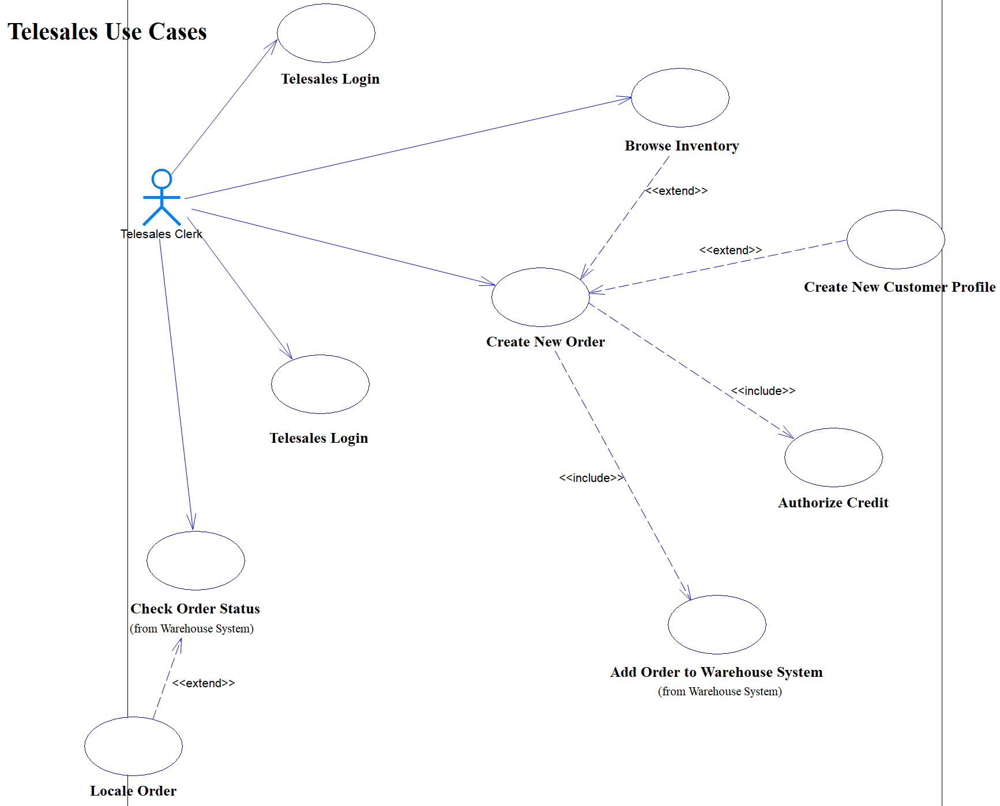 Telesales Use Cases
Telesales Login
Browse Inventory
<<extend>>
Telesales Clerk
<<extend>>
Create New Customer Profile
Create New Order
<<include>>
Telesales Login
<<include>>
Authorize Credit
Check Order Status
(from Warehouse System)
Add Order to Warehouse System
(from Warehouse System)
<<extend>>
Locale Order